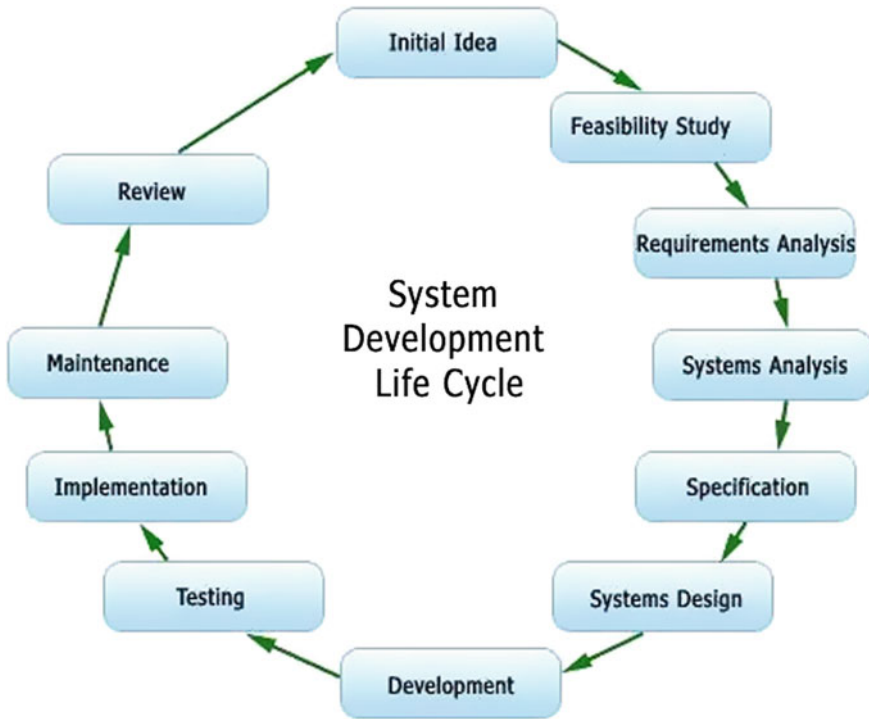 Initial Idea
Feasibility Study
Requirements Analysis
Systems Analysis
Specification
Systems Design
Development
Testing
Implementation
Maintenance
Review
System
Development
Life Cycle